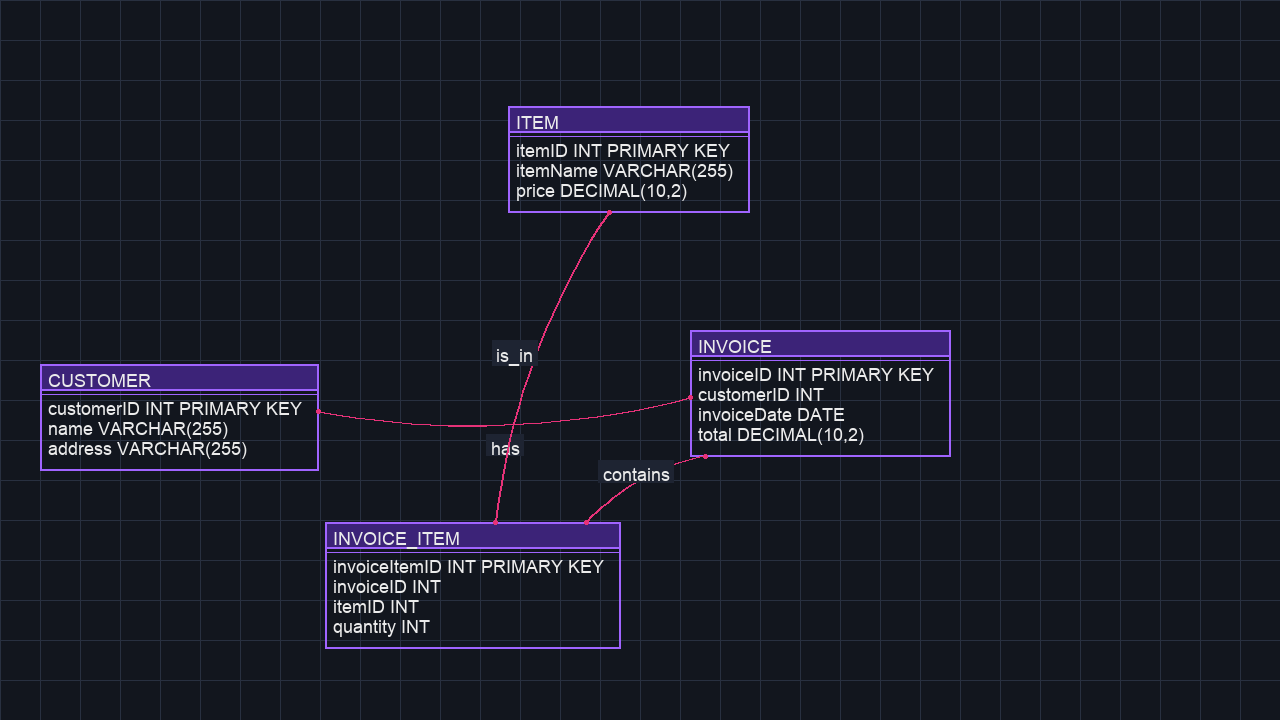 ITEM
itemID INT PRIMARY KEY
itemName VARCHAR(255)
price DECIMAL(10,2)
is_in
INVOICE
invoiceID INT PRIMARY KEY
customerID INT
invoiceDate DATE
total DECIMAL(10,2)
CUSTOMER
customerID INT PRIMARY KEY
name VARCHAR(255)
address VARCHAR(255)
has
contains
INVOICE_ITEM
invoiceItemID INT PRIMARY KEY
invoiceID INT
itemID INT
quantity INT